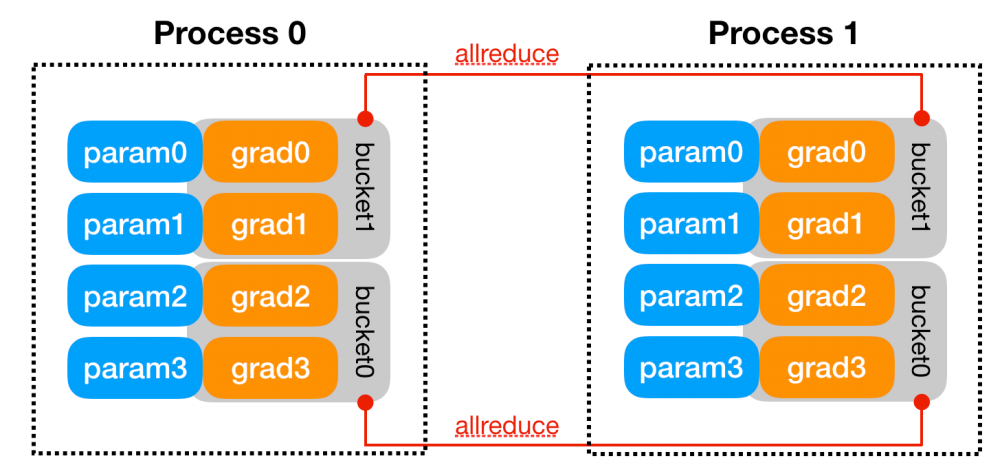 Process 0
Process 1
allreduce
param0 grad0
param1 grad1
bucket1
param2 grad2
param3 grad3
bucket0
param0 grad0
param1 grad1
bucket1
param2 grad2
param3 grad3
bucket0
allreduce